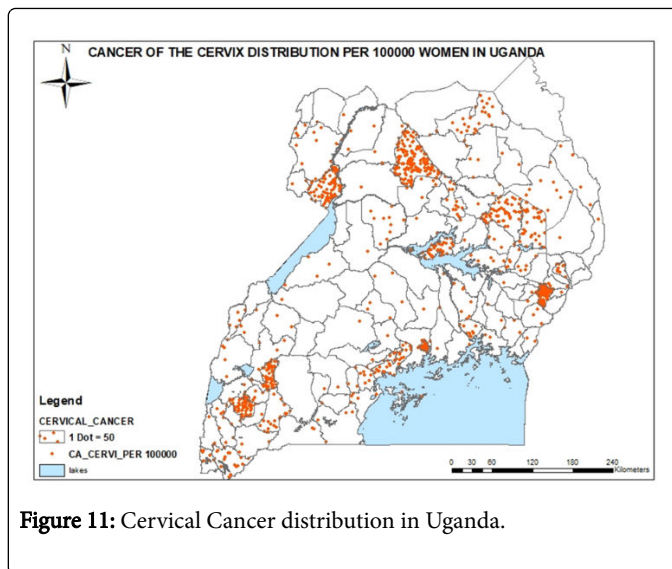 CANCER OF THE CERVIX DISTRIBUTION PER 100000 WOMEN IN UGANDA
N
Legend
CERVICAL_CANCER
1 Dot = 50
CA_CERVI_PER 100000
lakes
0 30 60 120 180 240
Kilometers
Figure 11: Cervical Cancer distribution in Uganda.